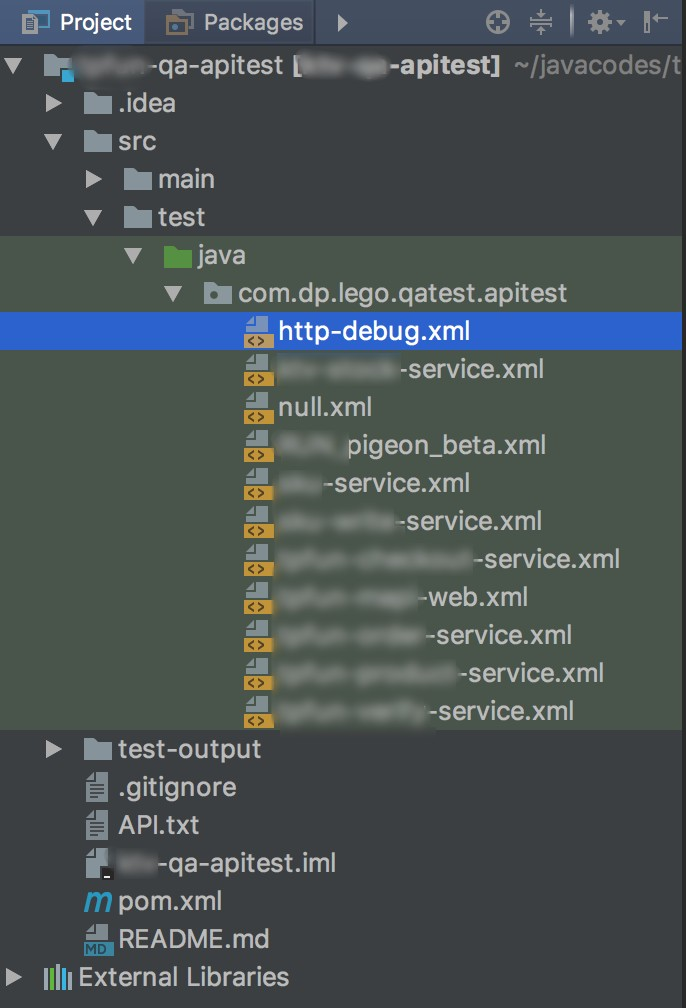 Project Packages
-qa-apitest [ -apitest] ~/javacodes/t
.idea
src
main
test
java
com.dp.lego.qatest.apitest
http-debug.xml
-service.xml
null.xml
pigeon_beta.xml
-service.xml
-service.xml
-service.xml
-web.xml
-service.xml
-service.xml
-service.xml
test-output
.gitignore
API.txt
-qa-apitest.iml
m pom.xml
MD README.md
External Libraries